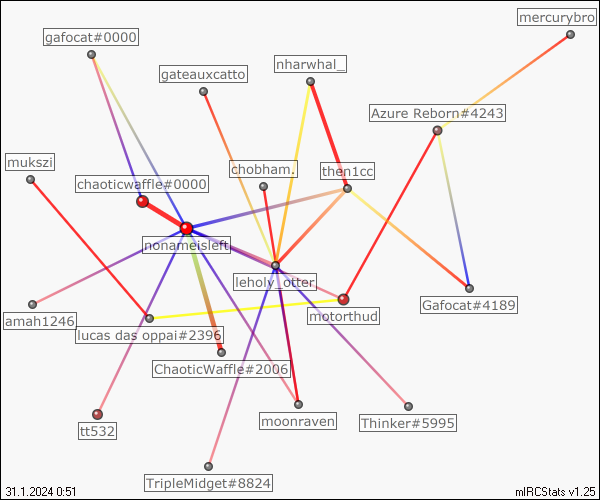 mercurybro
gafocat#0000
nharwhal_
gateauxcatto
Azure Reborn#4243
mukszi
chobham.
then1cc
chaoticwaffle#0000
nonameisleft
leholy_otter
Gafocat#4189
motorthud
amah1246
lucas das oppai#2396
ChaoticWaffle#2006
moonraven
Thinker#5995
tt532
TripleMidget#8824
31.1.2024 0:51
mIRCStats v1.25